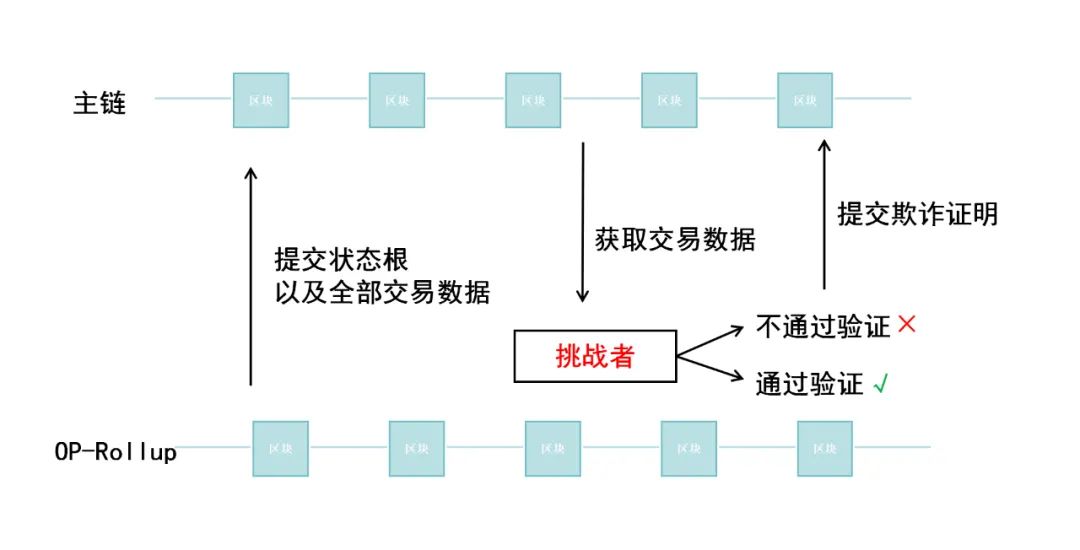 主链
区块
区块
区块
区块
区块
提交状态根
以及全部交易数据
获取交易数据
提交欺诈证明
挑战者
不通过验证 ×
通过验证 √
OP-Rollup
区块
区块
区块
区块
区块